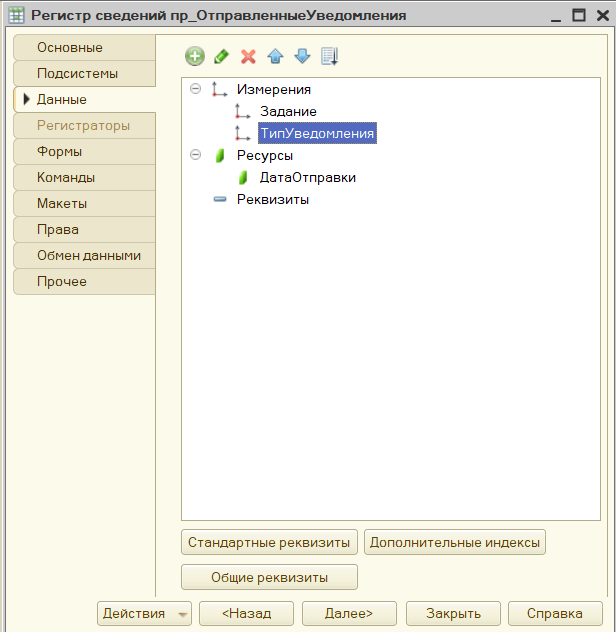 Регистр сведений пр_ОтправленныеУведомления
Основные
Подсистемы
Данные
Регистраторы
Формы
Команды
Макеты
Права
Обмен данными
Прочее
Измерения
Задание
ТипУведомления
Ресурсы
ДатаОтправки
Реквизиты
Стандартные реквизиты
Дополнительные индексы
Общие реквизиты
Действия
<Назад
Далее>
Закрыть
Справка